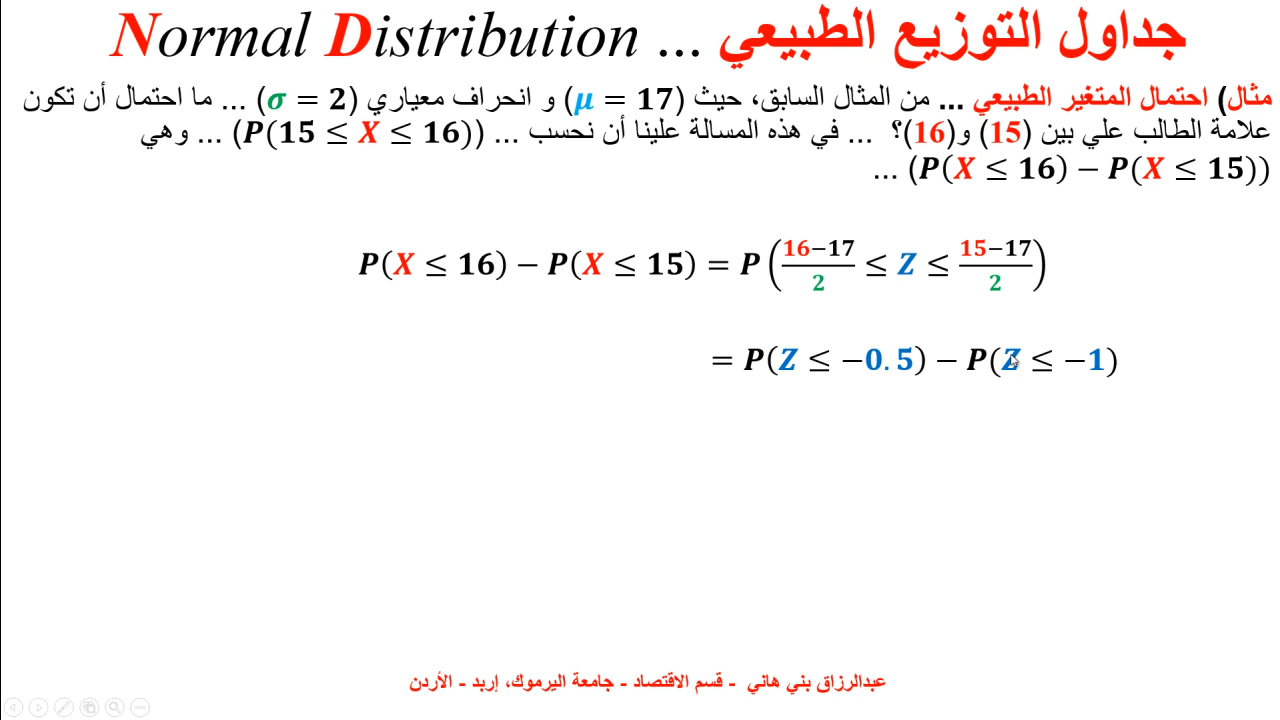 جداول التوزيع الطبيعي ... Normal Distribution
مثال) احتمال المتغير الطبيعي ... من المثال السابق، حيث (μ = 17) و انحراف معياري (σ = 2) ... ما احتمال أن تكون
علامة الطالب علي بين (15) و(16)؟ ... في هذه المسالة علينا أن نحسب ... (P(15 ≤ X ≤ 16)) ... وهي
(P(X ≤ 16) − P(X ≤ 15)) ...
P(X ≤ 16) − P(X ≤ 15) = P((16−17)/2 ≤ Z ≤ (15−17)/2)
= P(Z ≤ −0.5) − P(Z ≤ −1)
عبدالرزاق بني هاني - قسم الاقتصاد - جامعة اليرموك، إربد - الأردن